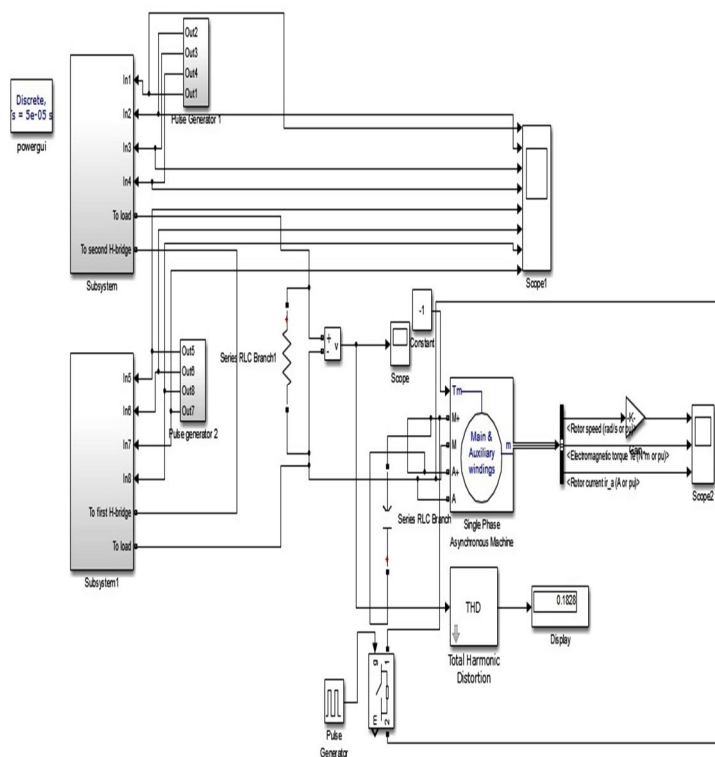 Discrete,
s = 5e-05 s
powergui
In1
In2
In3
In4
To load
To second H-bridge
Subsystem
Out2
Out3
Out4
Out1
Pulse Generator 1
Scope1
In5
In6
In7
In8
To first H-bridge
To load
Subsystem1
Out5
Out6
Out8
Out7
Pulse generator 2
Series RLC Branch1
+
-
v
Scope
-1
Constant
Tm
M+
M
A+
A
Main &
Auxiliary
windings
m
Single Phase
Asynchronous Machine
Series RLC Branch
<Rotor speed (rad/s or pu)>
-K-
<Electromagnetic torque Te (N*m or pu)>
<Rotor current ir_a (A or pu)>
Scope2
THD
Total Harmonic
Distortion
0.1828
Display
Pulse
Generator
g
1
m
2